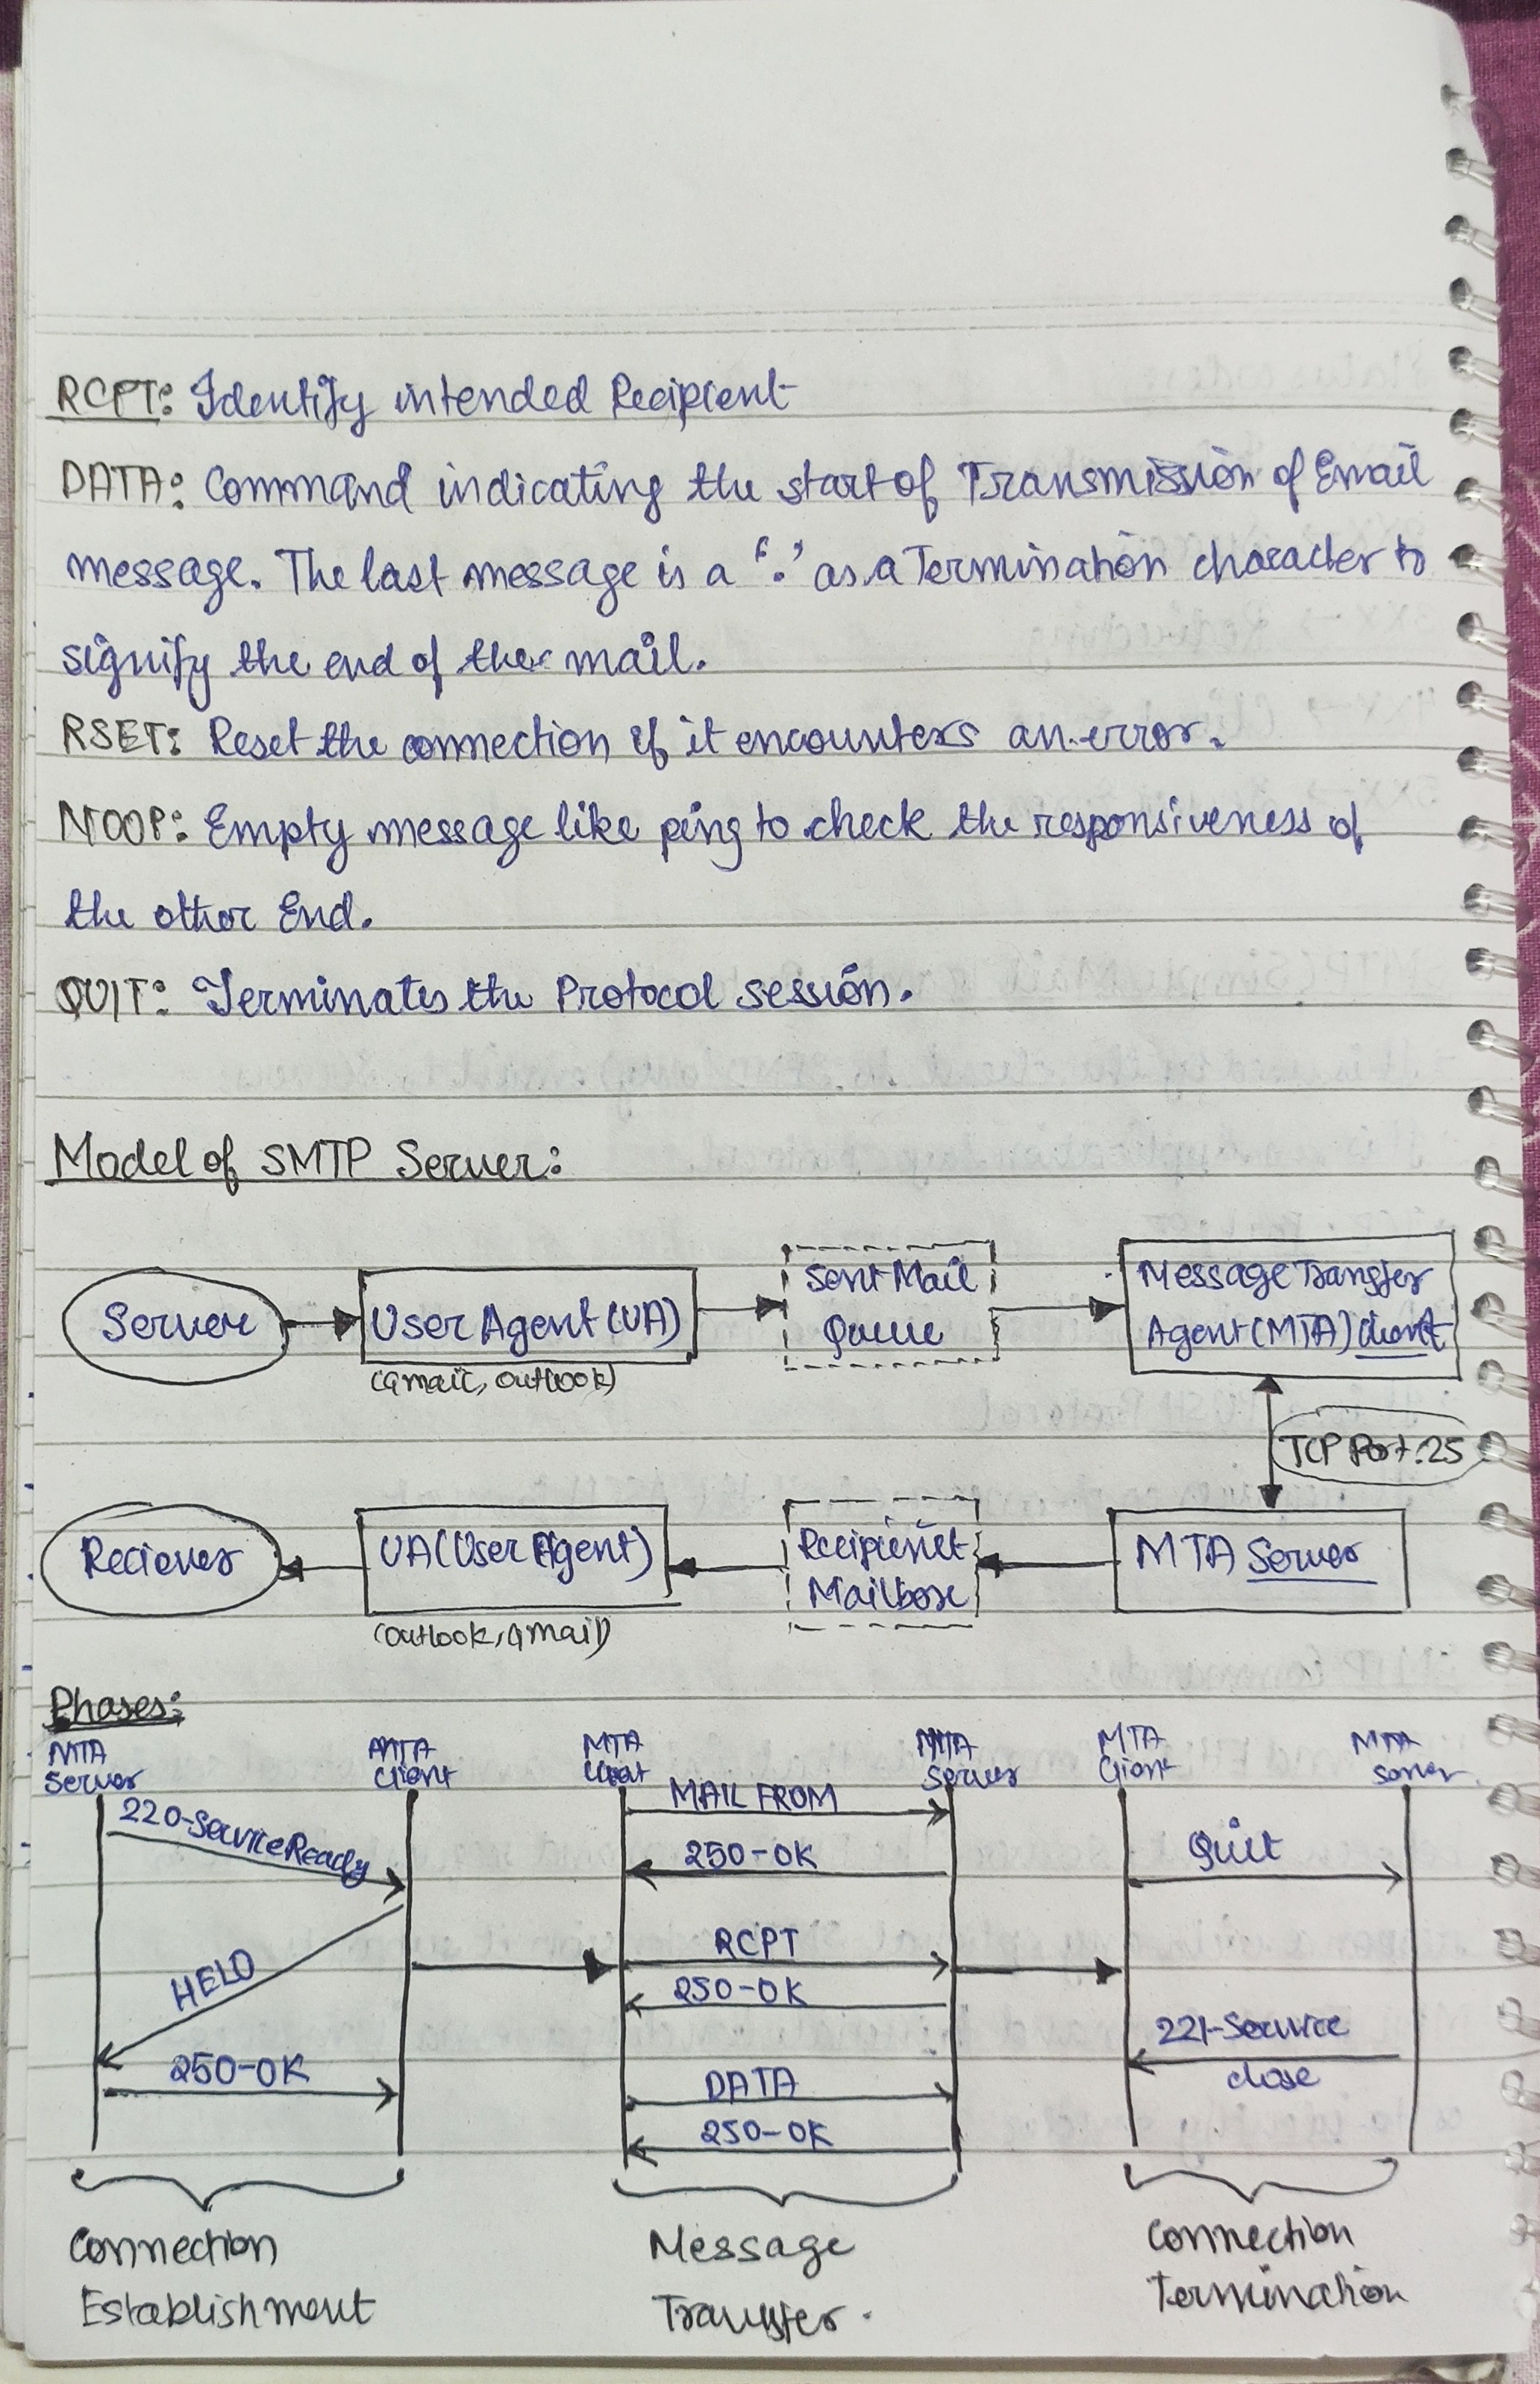 RCPT: Identify intended Recipient
DATA: Command indicating the start of Transmission of Email
message. The last message is a '.' as a Termination character to
signify the end of the mail.
RSET: Reset the connection if it encounters an error.
NOOP: Empty message like ping to check the responsiveness of
the other End.
QUIT: Terminates the Protocol session.
Model of SMTP Server:
Server
User Agent (UA)
(Gmail, Outlook)
Sent Mail
Queue
Message Transfer
Agent (MTA) client
TCP Port: 25
Reciever
UA (User Agent)
(Outlook, Gmail)
Recipient
Mailbox
MTA Server
Phases:
MTA
Server
MTA
Client
220-Service Ready
HELO
250-OK
MTA
Client
MTA
Server
MAIL FROM
250-OK
RCPT
250-OK
DATA
250-OK
MTA
Client
MTA
Server
Quit
221-Service
close
Connection
Establishment
Message
Transfer.
Connection
Termination